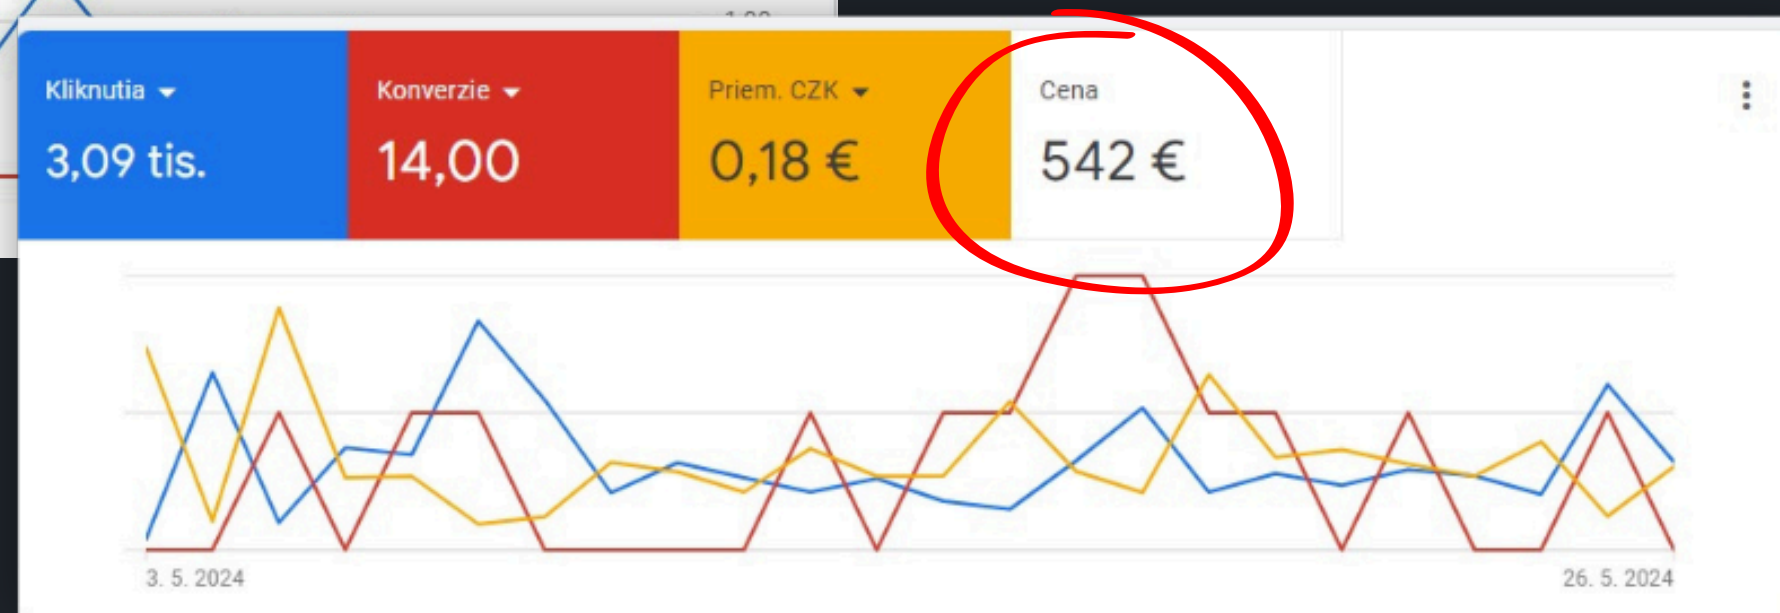 Kliknutia
Konverzie
Priem. CZK
Cena
3,09 tis.
14,00
0,18 €
542 €
3. 5. 2024
26. 5. 2024